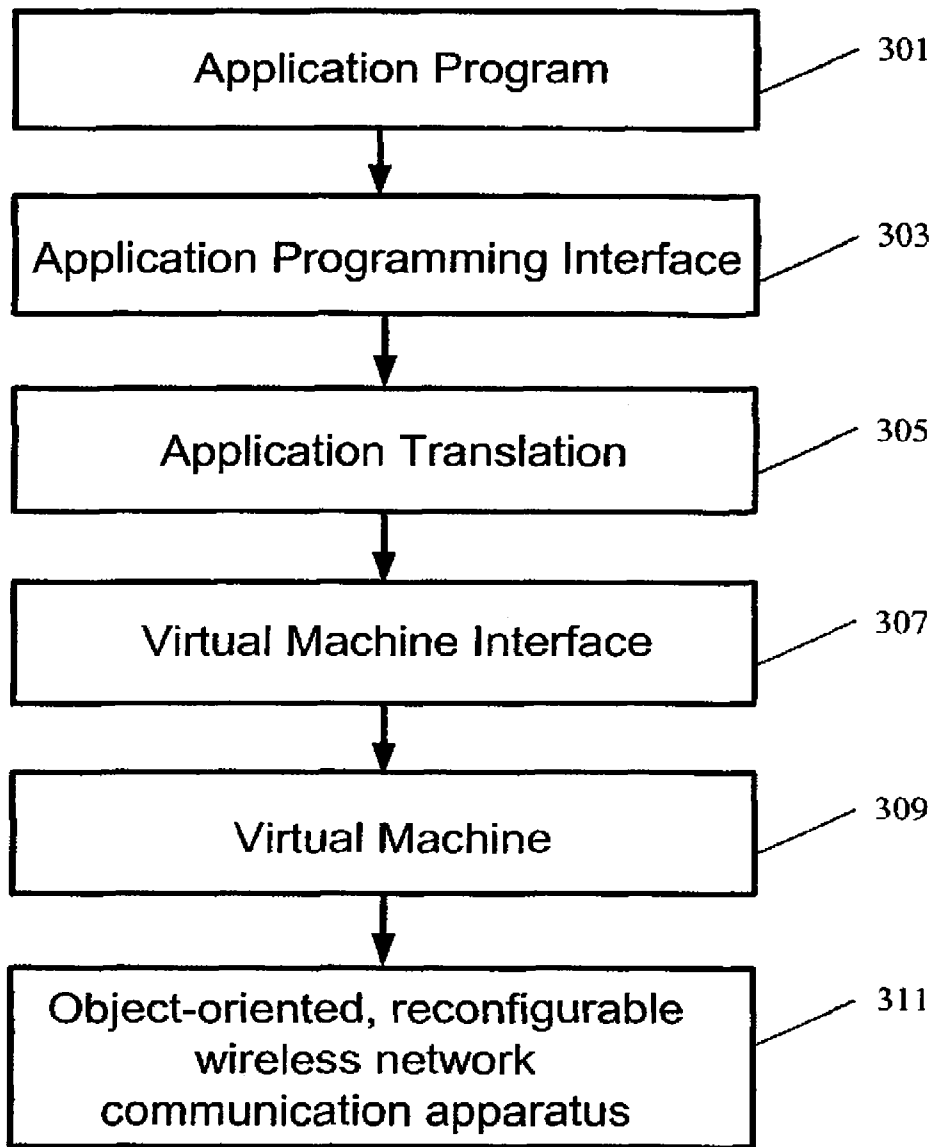 Application Program
301
Application Programming Interface
303
Application Translation
305
Virtual Machine Interface
307
Virtual Machine
309
Object-oriented, reconfigurable
wireless network
communication apparatus
311